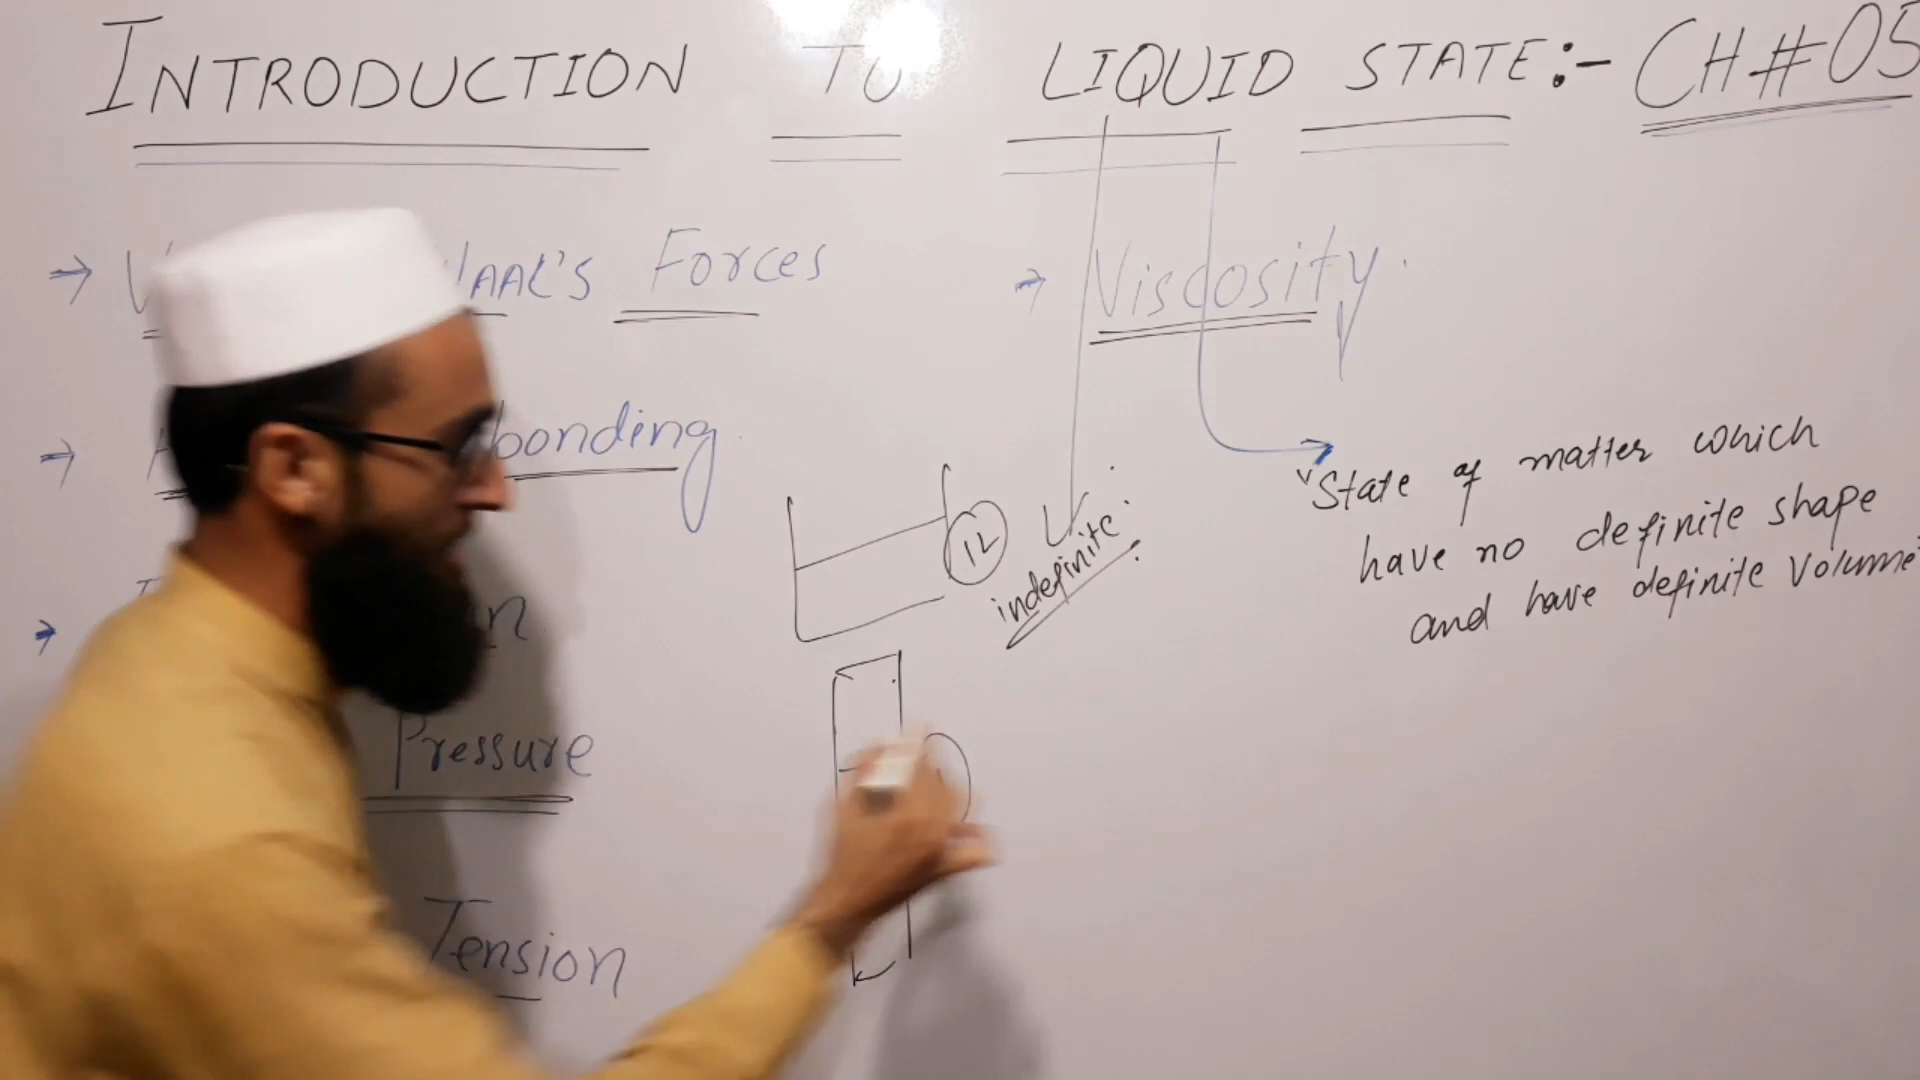 INTRODUCTION TO LIQUID STATE:- CH#05
→ WAAL'S Forces
→ Viscosity.
→ bonding
"State of matter which
have no definite shape
and have definite Volume"
1L
indefinite.
Pressure
Tension